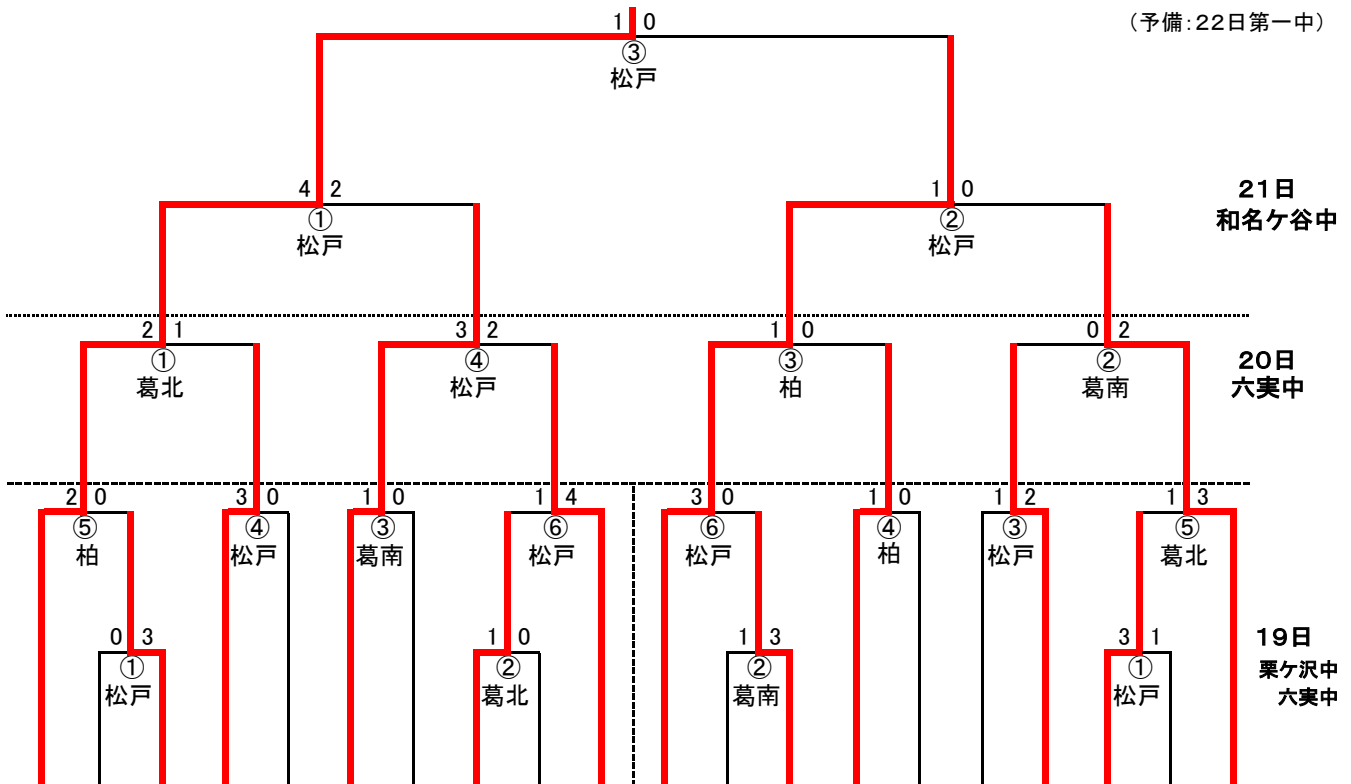 1 0 (予備:22日第一中)
③
松戸
4 2 1 0 21日
① ② 和名ケ谷中
松戸 松戸
2 1 3 2 1 0 0 2
① ④ ③ ② 20日
葛北 松戸 柏 葛南 六実中
2 0 3 0 1 0 1 4 3 0 1 0 1 2 1 3
⑤ ④ ③ ⑥ ⑥ ④ ③ ⑤
柏 松戸 葛南 松戸 松戸 柏 松戸 葛北
0 3 1 0 1 3 3 1 19日
① ② ② ① 栗ケ沢中
松戸 葛北 葛南 松戸 六実中